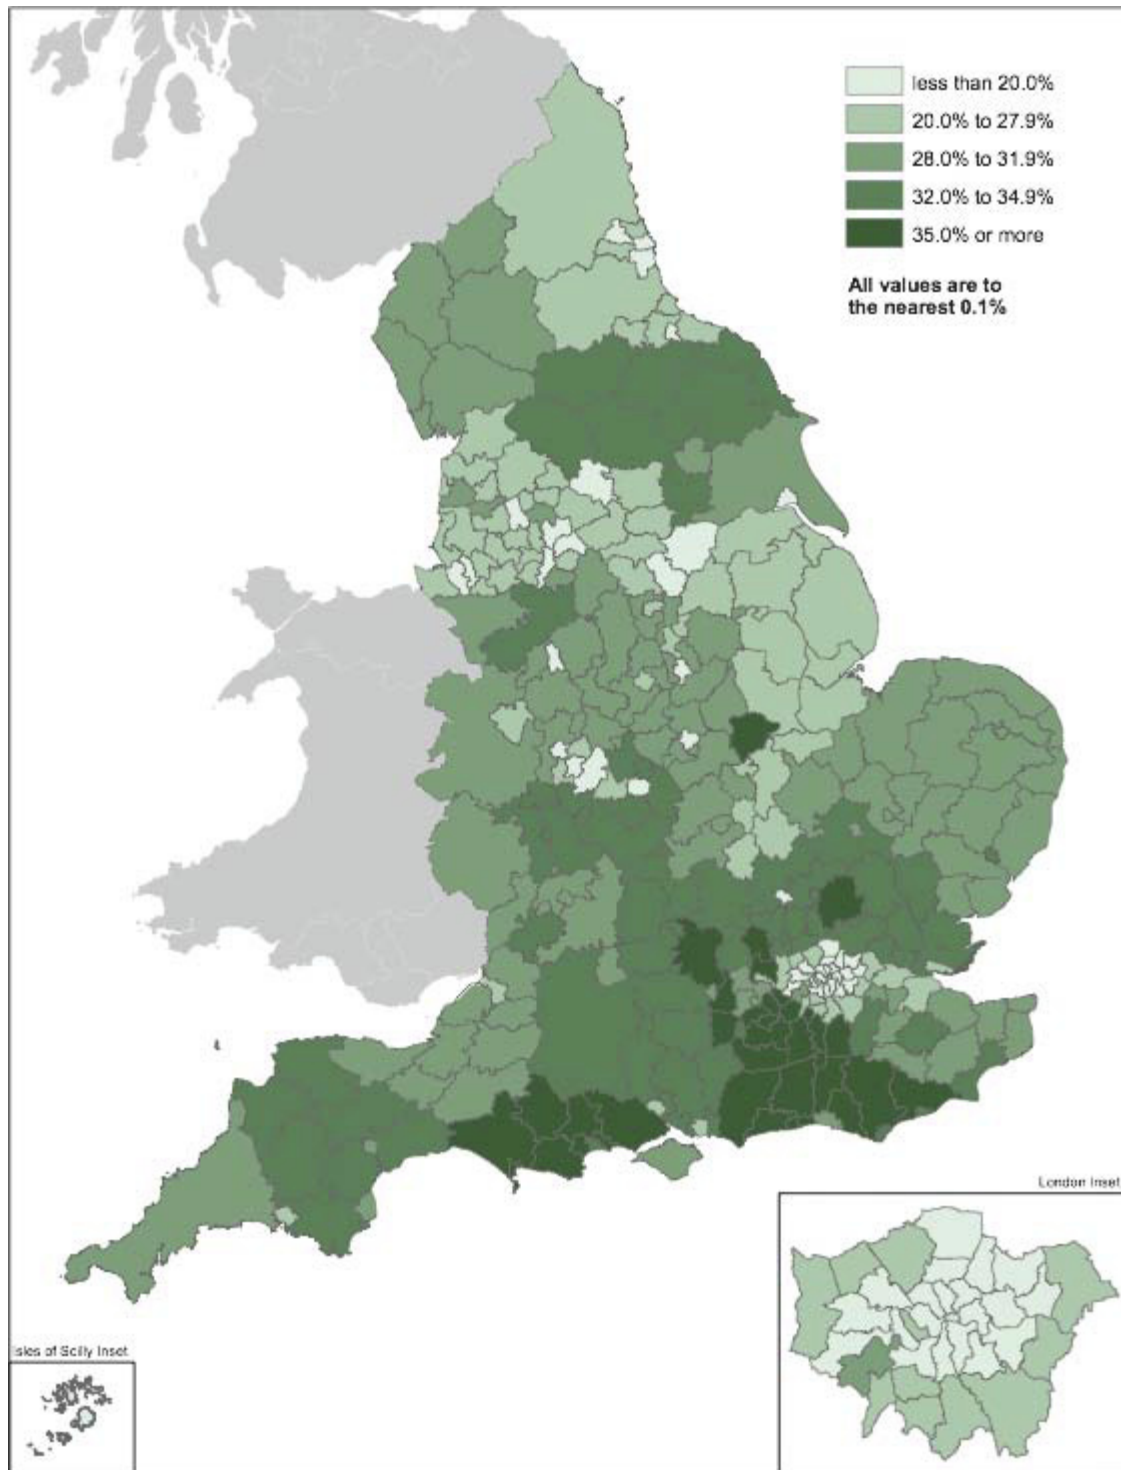 less than 20.0%
20.0% to 27.9%
28.0% to 31.9%
32.0% to 34.9%
35.0% or more
All values are to
the nearest 0.1%
London Inset
Isles of Scilly Inset